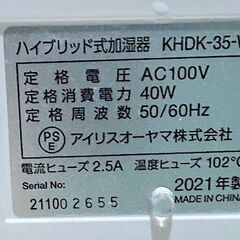 ハイブリッド式加湿器 KHDK-35-W
定格電圧 AC100V
定格消費電力 40W
定格周波数 50/60Hz
PS
E
アイリスオーヤマ株式会社
電流ヒューズ 2.5A 温度ヒューズ 102℃
Serial No: 2021年製
211002655 MADE IN CHINA